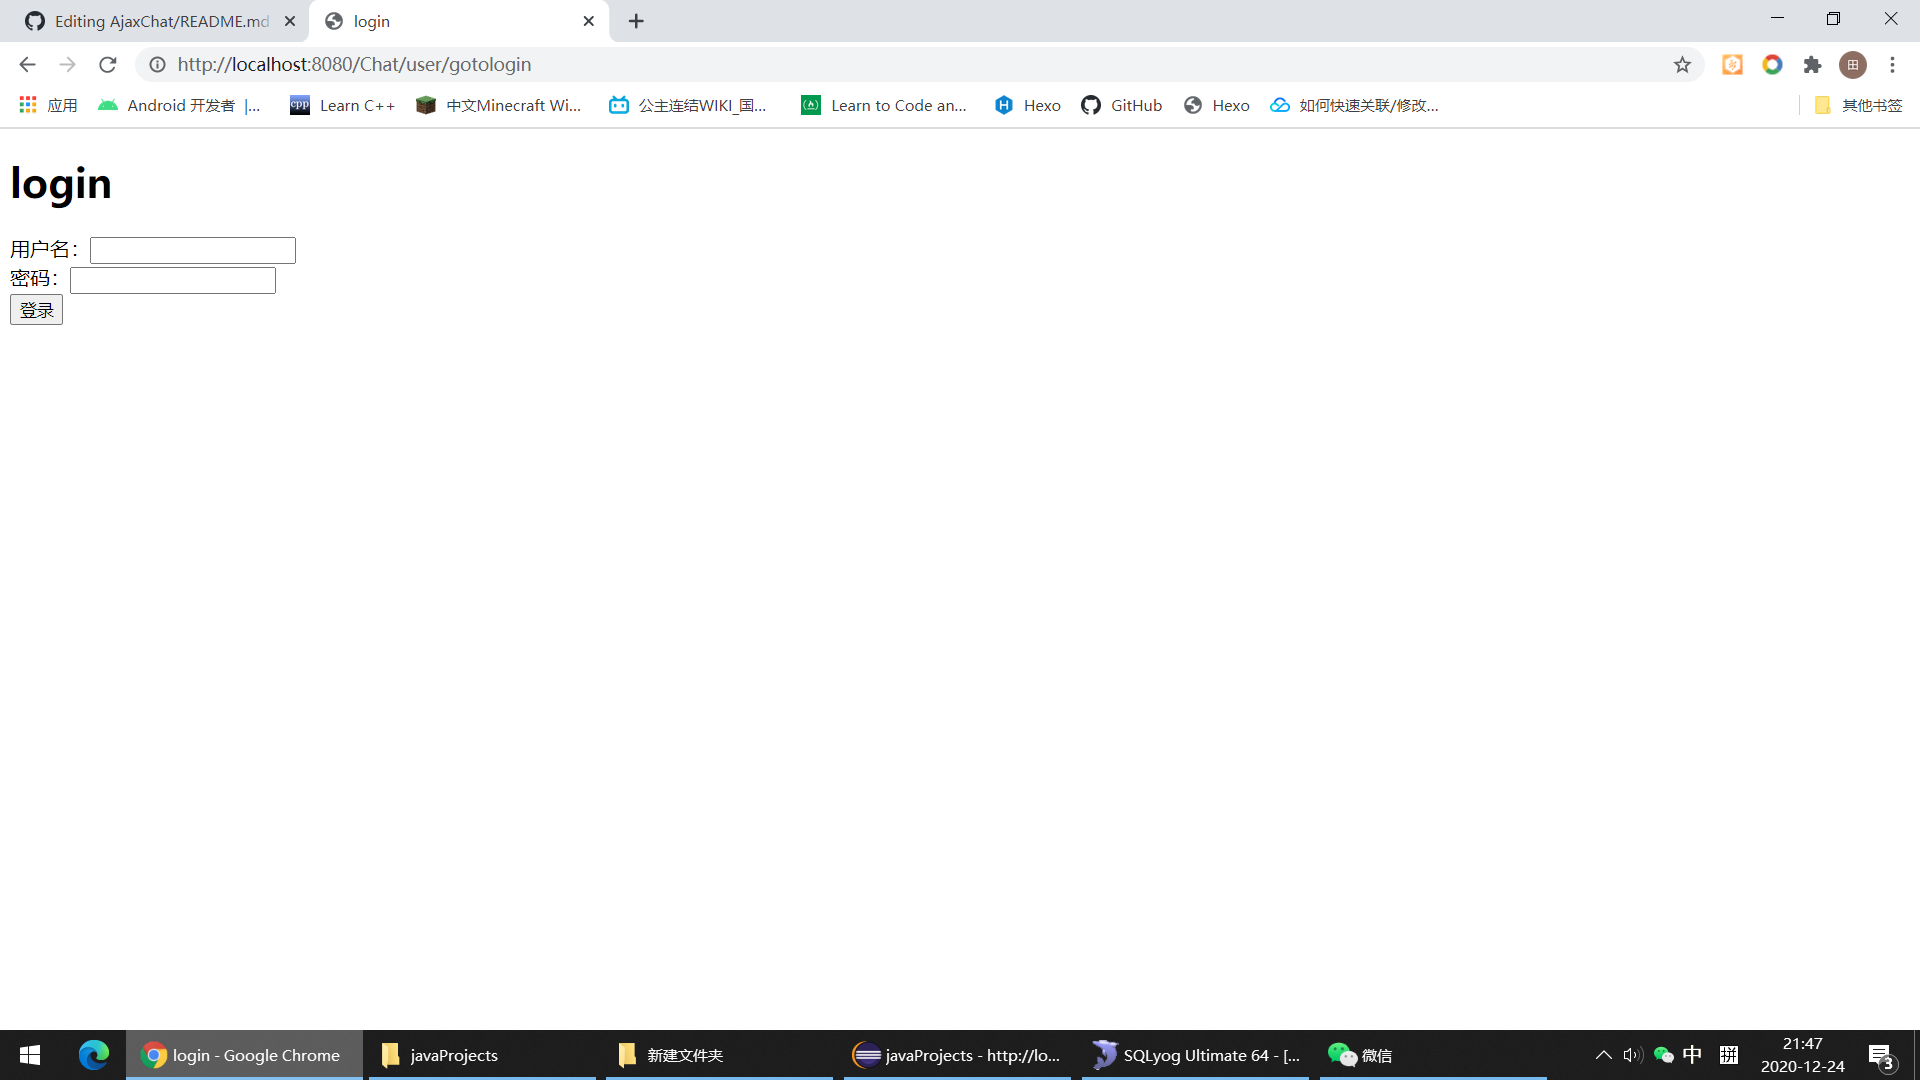 Editing AjaxChat/README.md
login
http://localhost:8080/Chat/user/gotologin
田
应用
Android 开发者 |...
cpp
Learn C++
中文Minecraft Wi...
公主连结WIKI_国...
Learn to Code an...
Hexo
GitHub
Hexo
如何快速关联/修改...
其他书签
login
用户名：
密码：
登录
login - Google Chrome
javaProjects
新建文件夹
javaProjects - http://lo...
SQLyog Ultimate 64 - [...
微信
中
拼
21:47
2020-12-24
3